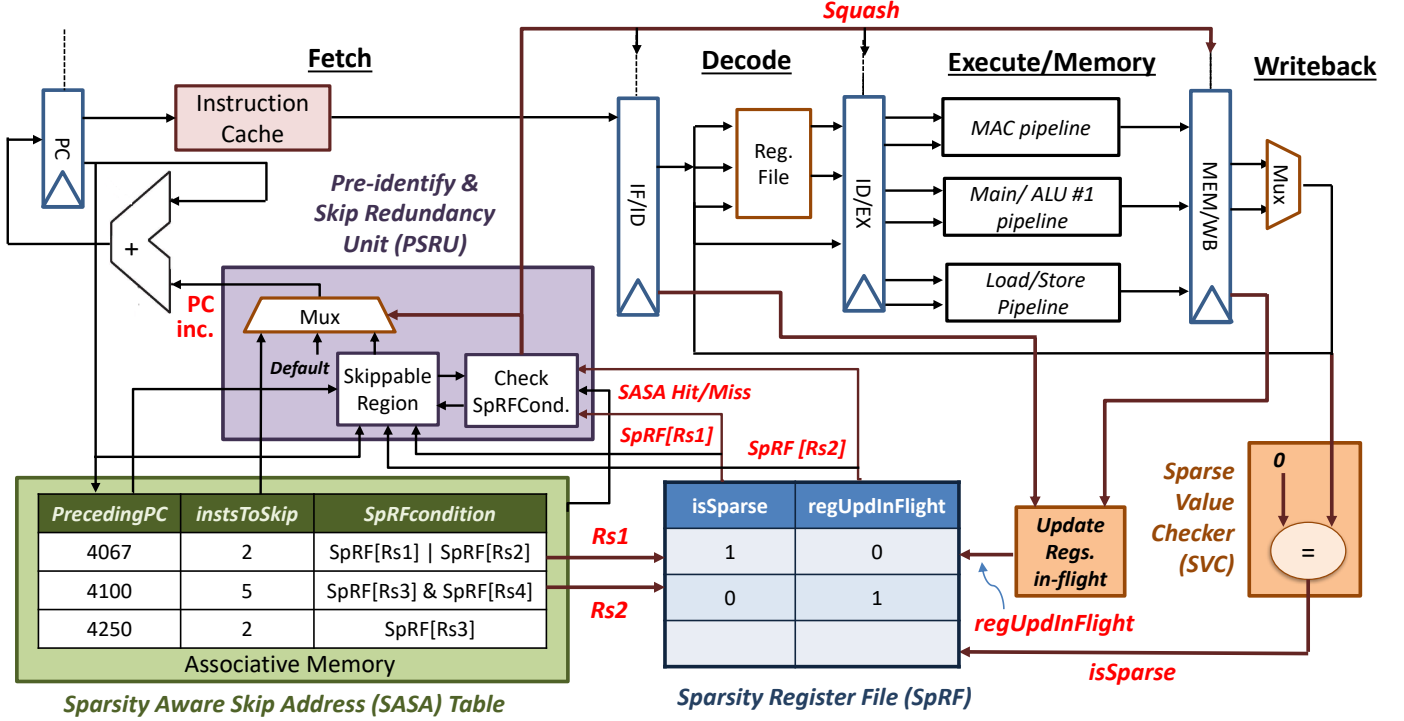 Squash
Fetch
Decode
Execute/Memory
Writeback
PC
Instruction
Cache
IF/ID
Reg.
File
ID/EX
MAC pipeline
Main/ ALU #1
pipeline
Load/Store
Pipeline
MEM/WB
Mux
+
Pre-identify &
Skip Redundancy
Unit (PSRU)
PC
inc.
Mux
Default
Skippable
Region
Check
SpRFCond.
SASA Hit/Miss
SpRF[Rs1]
SpRF [Rs2]
PrecedingPC instsToSkip SpRFcondition
4067 2 SpRF[Rs1] | SpRF[Rs2]
4100 5 SpRF[Rs3] & SpRF[Rs4]
4250 2 SpRF[Rs3]
Associative Memory
Sparsity Aware Skip Address (SASA) Table
Rs1
Rs2
isSparse regUpdInFlight
1 0
0 1
Sparsity Register File (SpRF)
Update
Regs.
in-flight
regUpdInFlight
isSparse
Sparse
Value
Checker
(SVC)
0
=